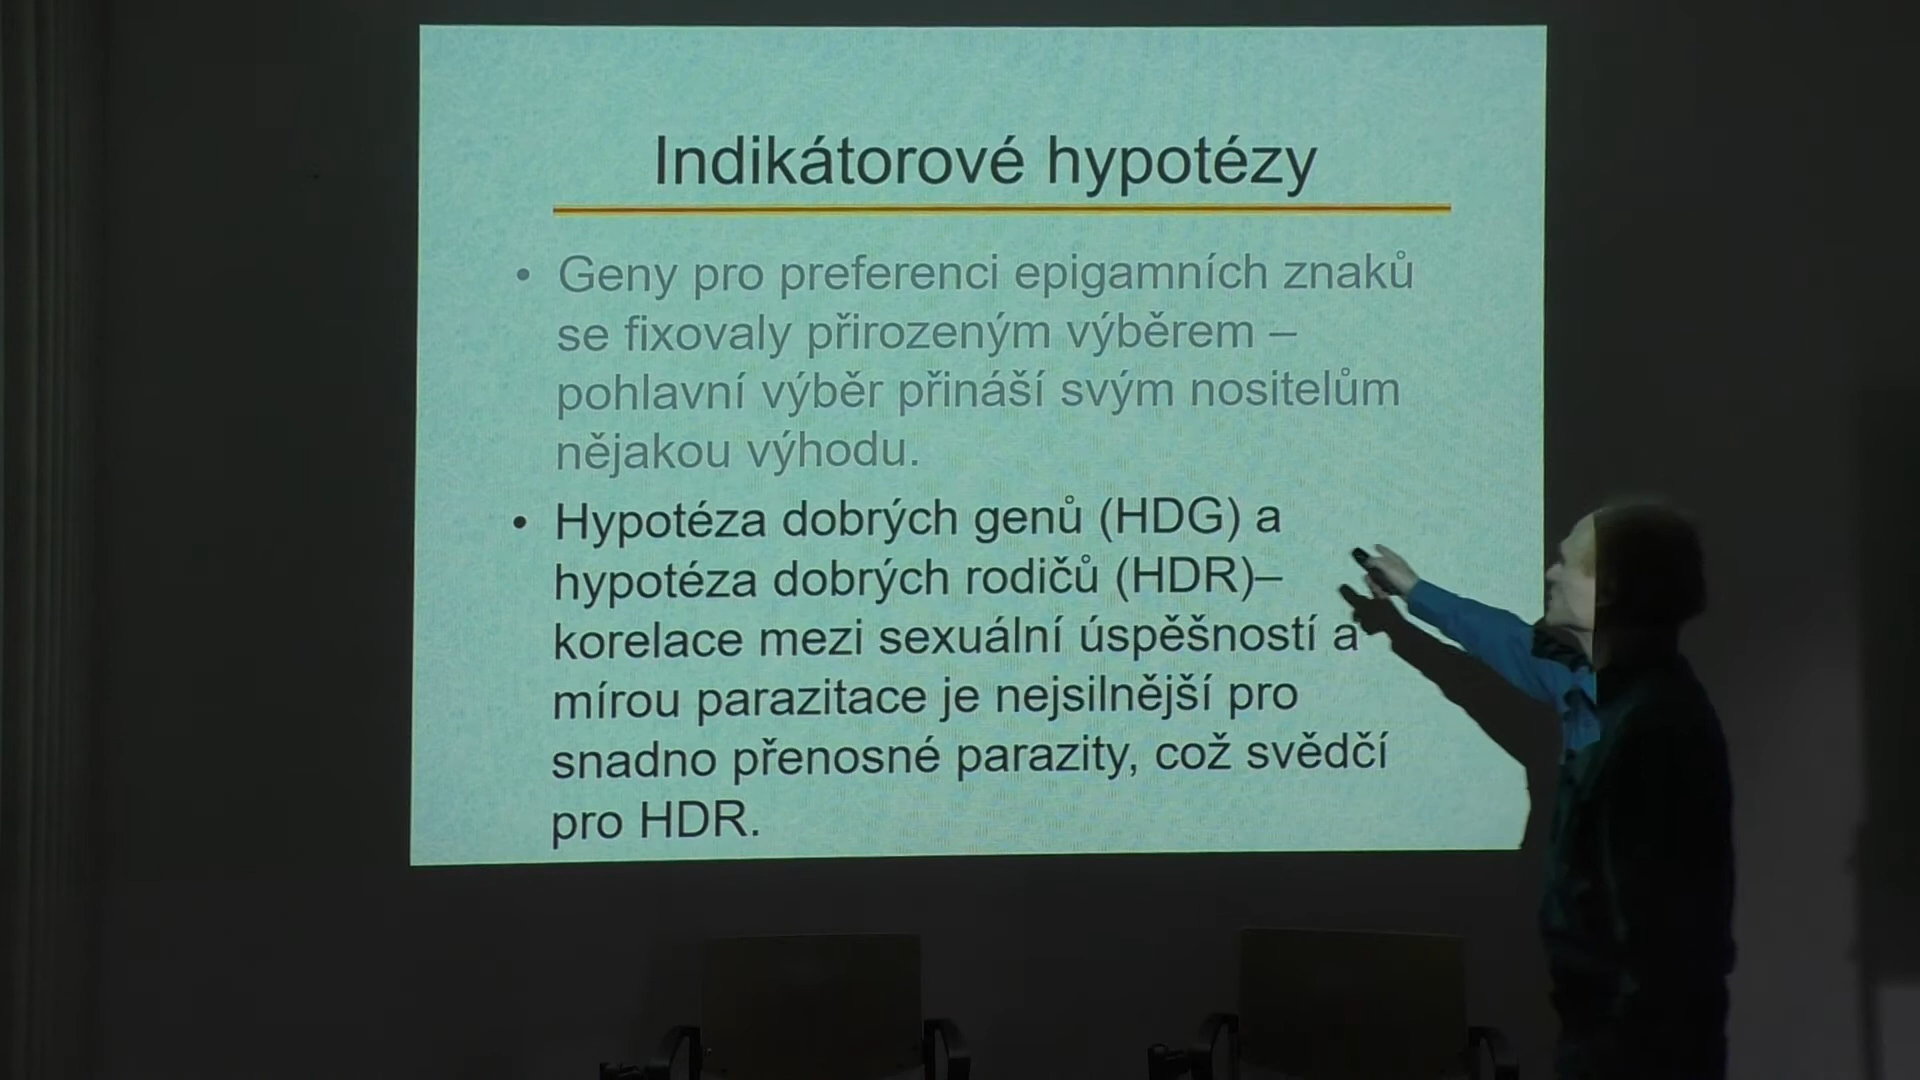 Indikátorové hypotézy
• Geny pro preferenci epigamních znaků
se fixovaly přirozeným výběrem –
pohlavní výběr přináší svým nositelům
nějakou výhodu.
• Hypotéza dobrých genů (HDG) a
hypotéza dobrých rodičů (HDR)–
korelace mezi sexuální úspěšností a
mírou parazitace je nejsilnější pro
snadno přenosné parazity, což svědčí
pro HDR.